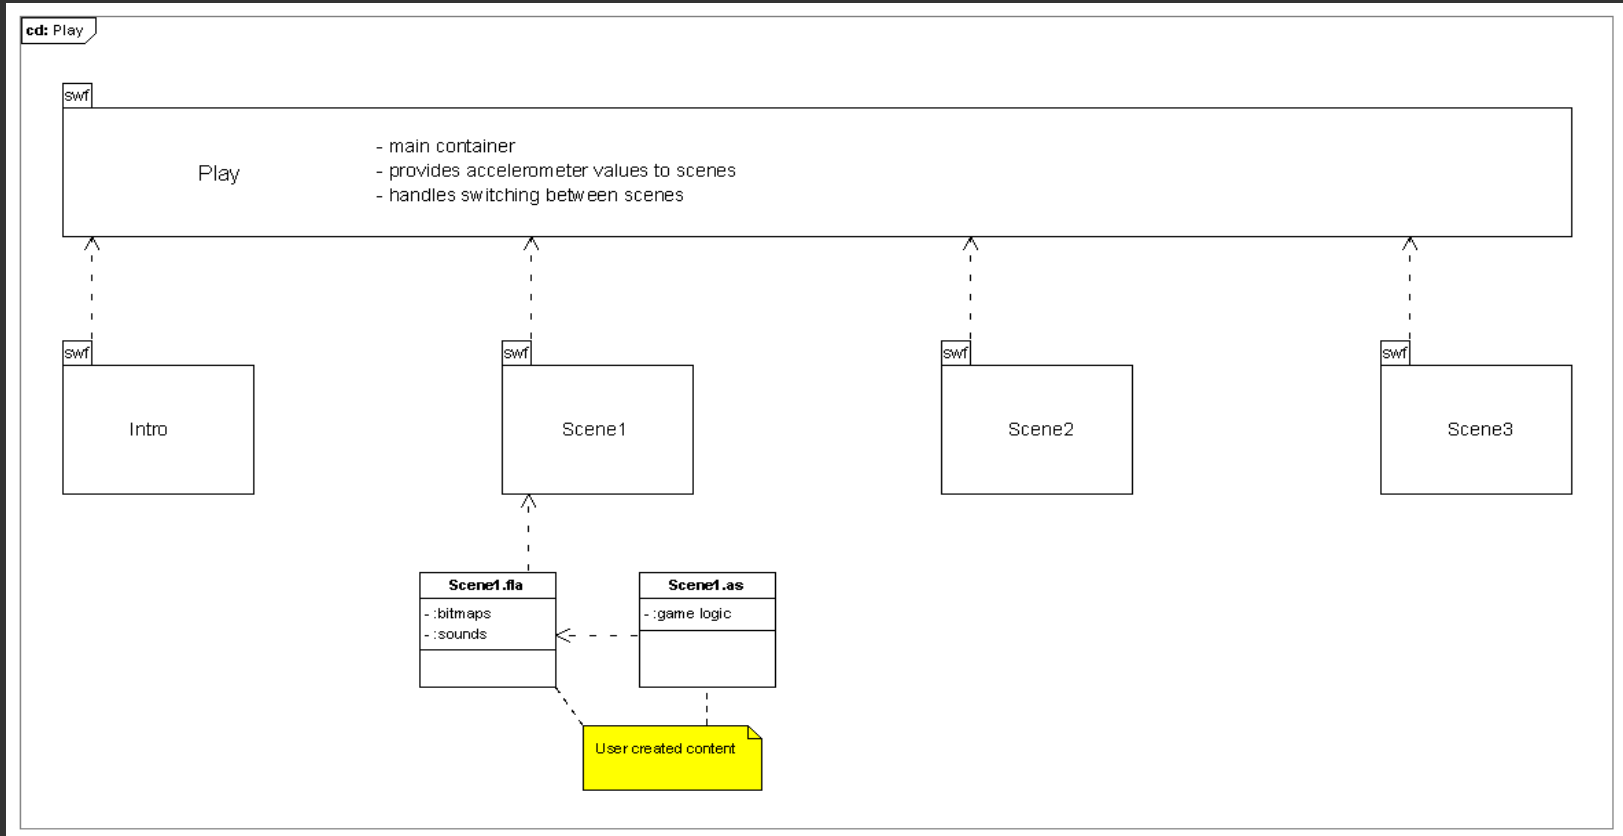 cd: Play
swf
Play
- main container
- provides accelerometer values to scenes
- handles switching between scenes
swf
swf
swf
swf
Intro
Scene1
Scene2
Scene3
Scene1.fla
- :bitmaps
- :sounds
Scene1.as
- :game logic
User created content